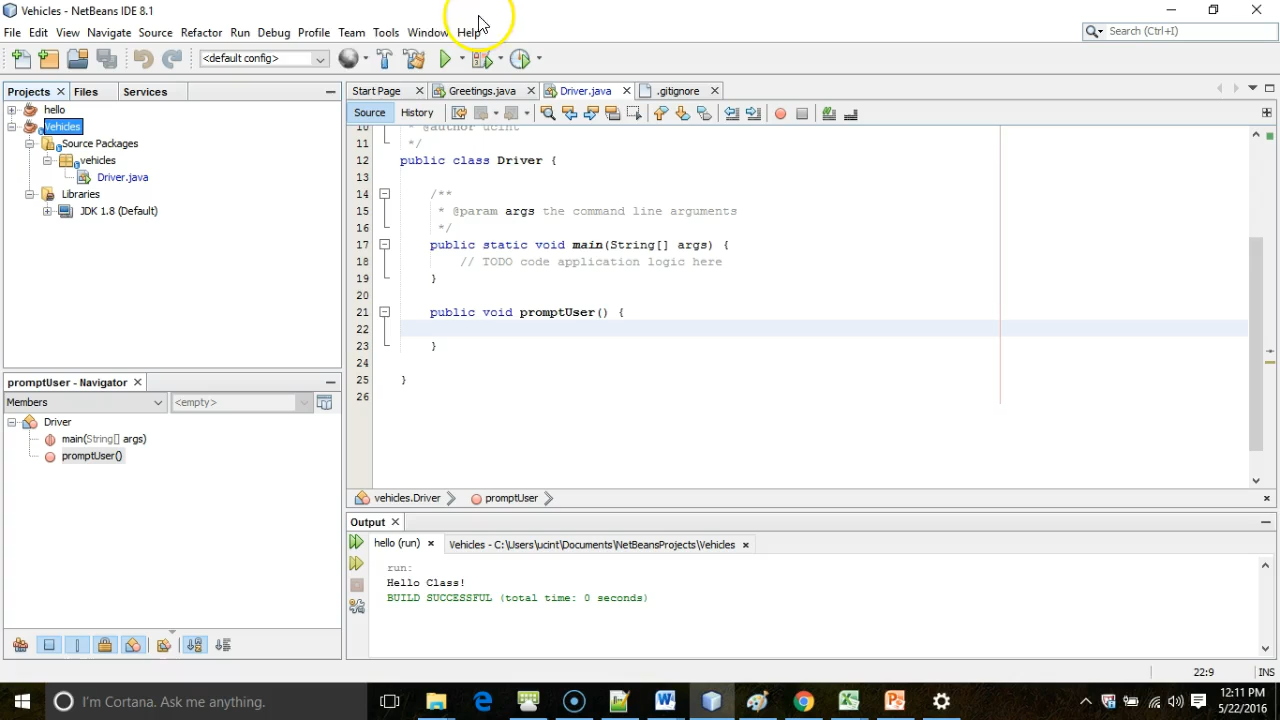 Vehicles - NetBeans IDE 8.1
File Edit View Navigate Source Refactor Run Debug Profile Team Tools Window Help
Search (Ctrl+I)
<default config>
Projects Files Services
Start Page Greetings.java Driver.java .gitignore
Source History
hello
Vehicles
Source Packages
vehicles
Driver.java
Libraries
JDK 1.8 (Default)
10 * @author ucint
11 */
12 public class Driver {
13
14 /**
15 * @param args the command line arguments
16 */
17 public static void main(String[] args) {
18 // TODO code application logic here
19 }
20
21 public void promptUser() {
22
23 }
24
25 }
26
promptUser - Navigator
Members <empty>
Driver
main(String[] args)
promptUser()
vehicles.Driver promptUser
Output
hello (run) Vehicles - C:\Users\ucint\Documents\NetBeansProjects\Vehicles
run:
Hello Class!
BUILD SUCCESSFUL (total time: 0 seconds)
22:9 INS
I'm Cortana. Ask me anything.
12:11 PM
5/22/2016